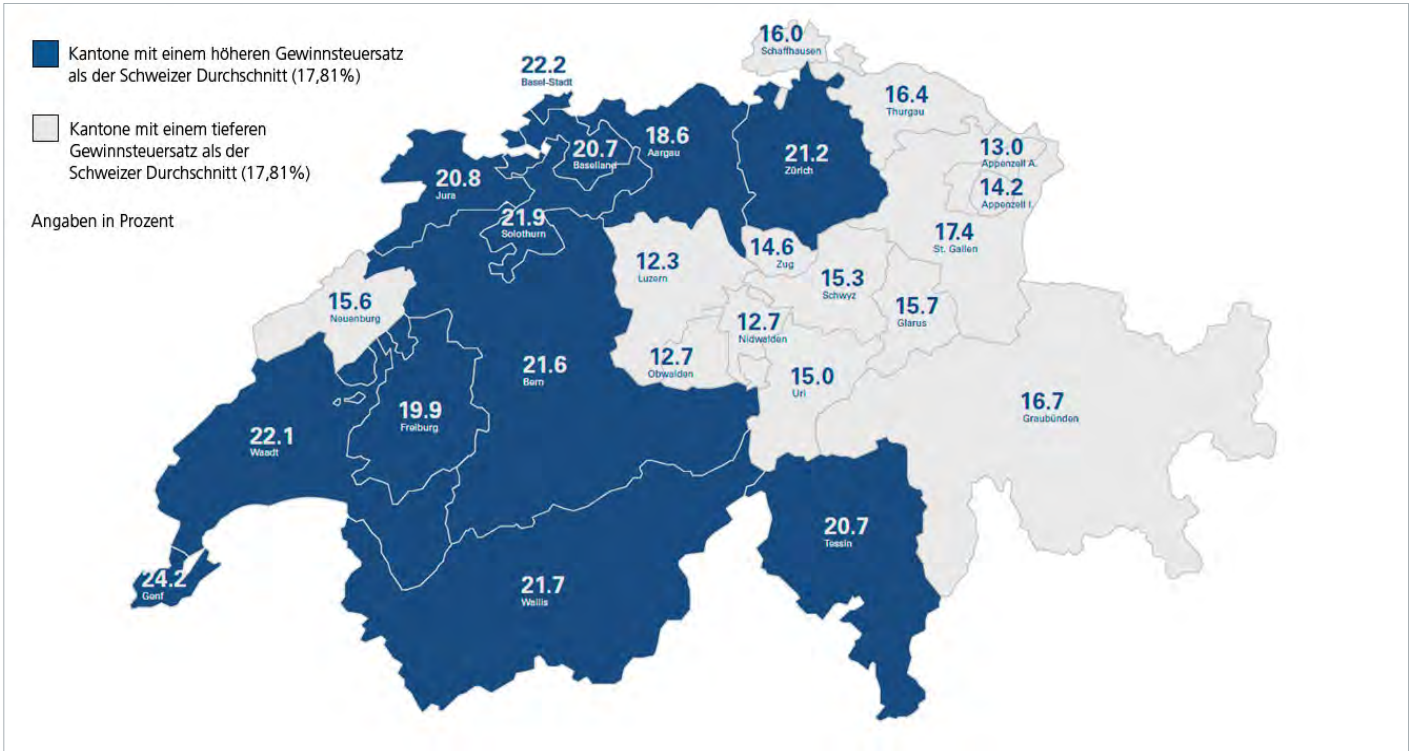 Kantone mit einem höheren Gewinnsteuersatz
als der Schweizer Durchschnitt (17,81%)
Kantone mit einem tieferen
Gewinnsteuersatz als der
Schweizer Durchschnitt (17,81%)
Angaben in Prozent
16.0
Schaffhausen
22.2
Basel-Stadt
16.4
Thurgau
18.6
Aargau
20.7
Baselland
21.2
Zürich
13.0
Appenzell A.
20.8
Jura
14.2
Appenzell I.
21.9
Solothurn
17.4
St. Gallen
14.6
Zug
12.3
Luzern
15.3
Schwyz
15.6
Neuenburg
15.7
Glarus
12.7
Nidwalden
12.7
Obwalden
21.6
Bern
15.0
Uri
19.9
Freiburg
16.7
Graubünden
22.1
Waadt
20.7
Tessin
24.2
Genf
21.7
Wallis